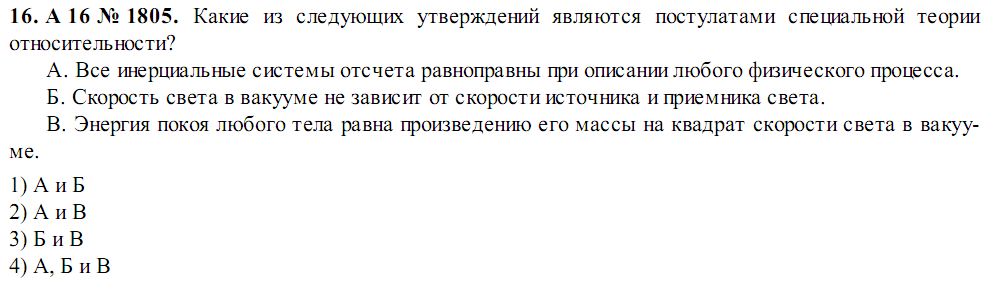 16. А 16 № 1805. Какие из следующих утверждений являются постулатами специальной теории
относительности?
А. Все инерциальные системы отсчета равноправны при описании любого физического процесса.
Б. Скорость света в вакууме не зависит от скорости источника и приемника света.
В. Энергия покоя любого тела равна произведению его массы на квадрат скорости света в вакуу-
ме.
1) А и Б
2) А и В
3) Б и В
4) А, Б и В